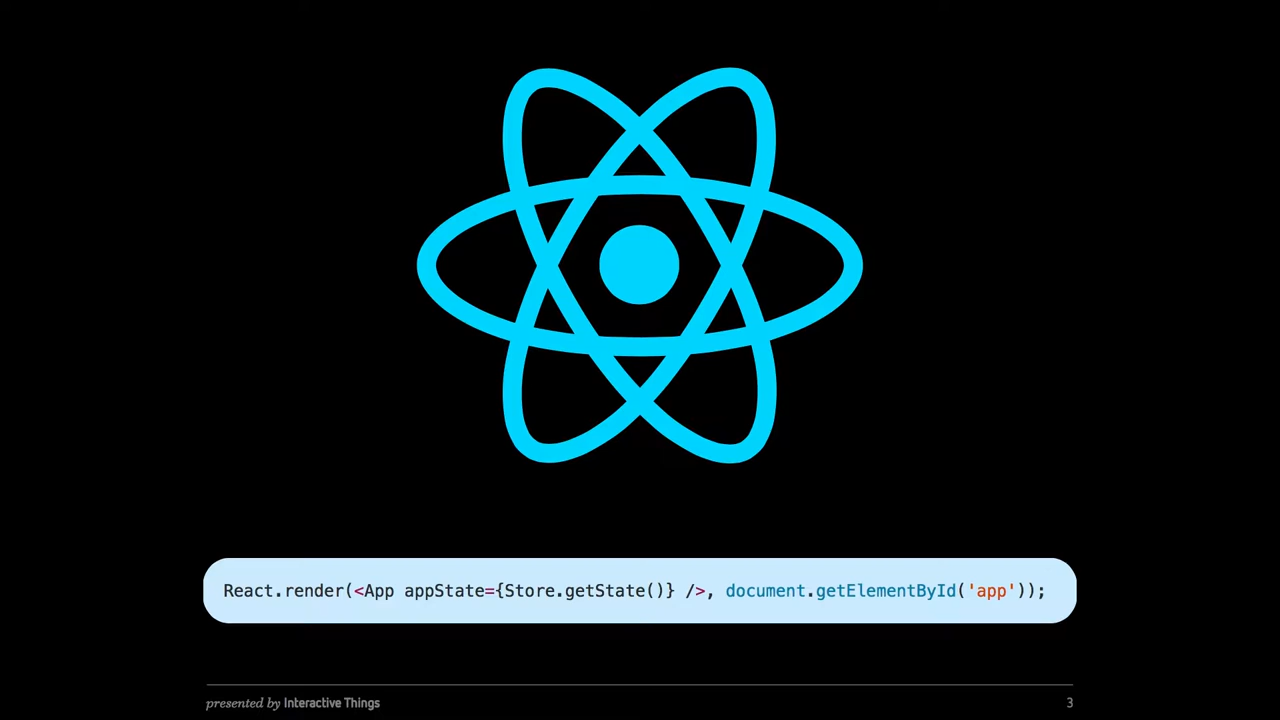 React.render(<App appState={Store.getState()} />, document.getElementById('app'));
presented by Interactive Things
3